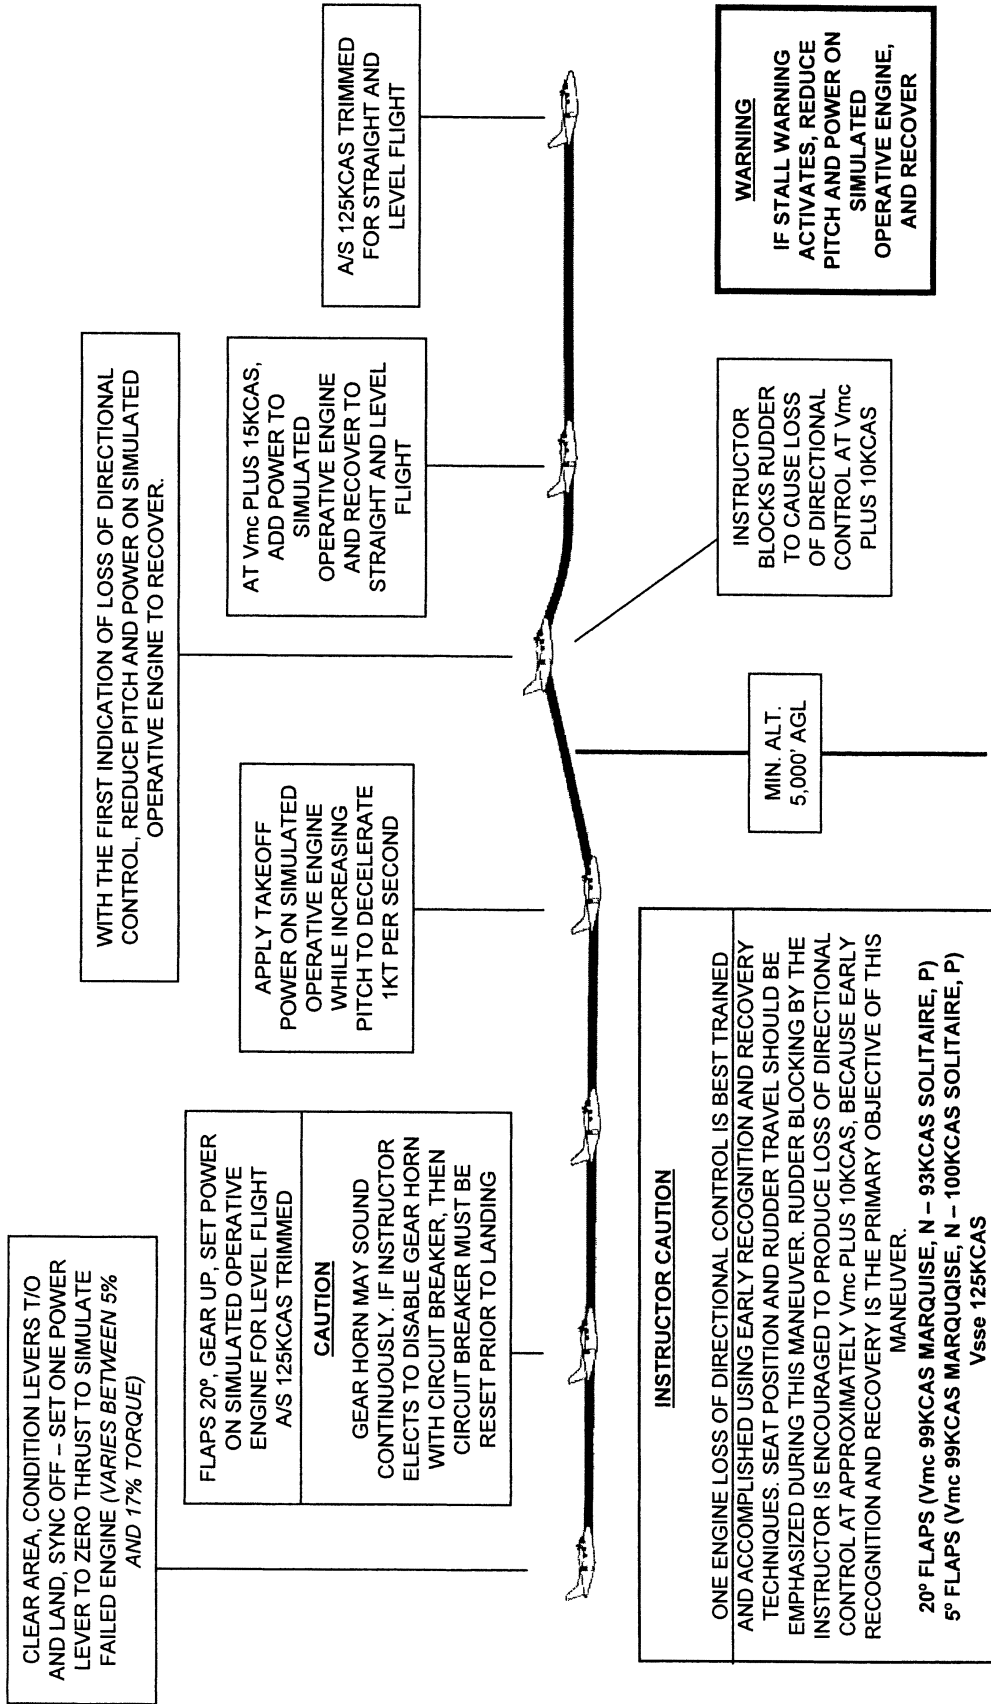 CLEAR AREA, CONDITION LEVERS T/O
AND LAND, SYNC OFF – SET ONE POWER
LEVER TO ZERO THRUST TO SIMULATE
FAILED ENGINE (VARIES BETWEEN 5%
AND 17% TORQUE)
FLAPS 20º, GEAR UP, SET POWER
ON SIMULATED OPERATIVE
ENGINE FOR LEVEL FLIGHT
A/S 125KCAS TRIMMED
CAUTION
GEAR HORN MAY SOUND
CONTINUOUSLY. IF INSTRUCTOR
ELECTS TO DISABLE GEAR HORN
WITH CIRCUIT BREAKER, THEN
CIRCUIT BREAKER MUST BE
RESET PRIOR TO LANDING
APPLY TAKEOFF
POWER ON SIMULATED
OPERATIVE ENGINE
WHILE INCREASING
PITCH TO DECELERATE
1KT PER SECOND
WITH THE FIRST INDICATION OF LOSS OF DIRECTIONAL
CONTROL, REDUCE PITCH AND POWER ON SIMULATED
OPERATIVE ENGINE TO RECOVER.
AT Vmc PLUS 15KCAS,
ADD POWER TO
SIMULATED
OPERATIVE ENGINE
AND RECOVER TO
STRAIGHT AND LEVEL
FLIGHT
A/S 125KCAS TRIMMED
FOR STRAIGHT AND
LEVEL FLIGHT
INSTRUCTOR CAUTION
ONE ENGINE LOSS OF DIRECTIONAL CONTROL IS BEST TRAINED
AND ACCOMPLISHED USING EARLY RECOGNITION AND RECOVERY
TECHNIQUES. SEAT POSITION AND RUDDER TRAVEL SHOULD BE
EMPHASIZED DURING THIS MANEUVER. RUDDER BLOCKING BY THE
INSTRUCTOR IS ENCOURAGED TO PRODUCE LOSS OF DIRECTIONAL
CONTROL AT APPROXIMATELY Vmc PLUS 10KCAS, BECAUSE EARLY
RECOGNITION AND RECOVERY IS THE PRIMARY OBJECTIVE OF THIS
MANEUVER.
20º FLAPS (Vmc 99KCAS MARQUISE, N – 93KCAS SOLITAIRE, P)
5º FLAPS (Vmc 99KCAS MARUQISE, N – 100KCAS SOLITAIRE, P)
Vsse 125KCAS
MIN. ALT.
5,000' AGL
INSTRUCTOR
BLOCKS RUDDER
TO CAUSE LOSS
OF DIRECTIONAL
CONTROL AT Vmc
PLUS 10KCAS
WARNING
IF STALL WARNING
ACTIVATES, REDUCE
PITCH AND POWER ON
SIMULATED
OPERATIVE ENGINE,
AND RECOVER